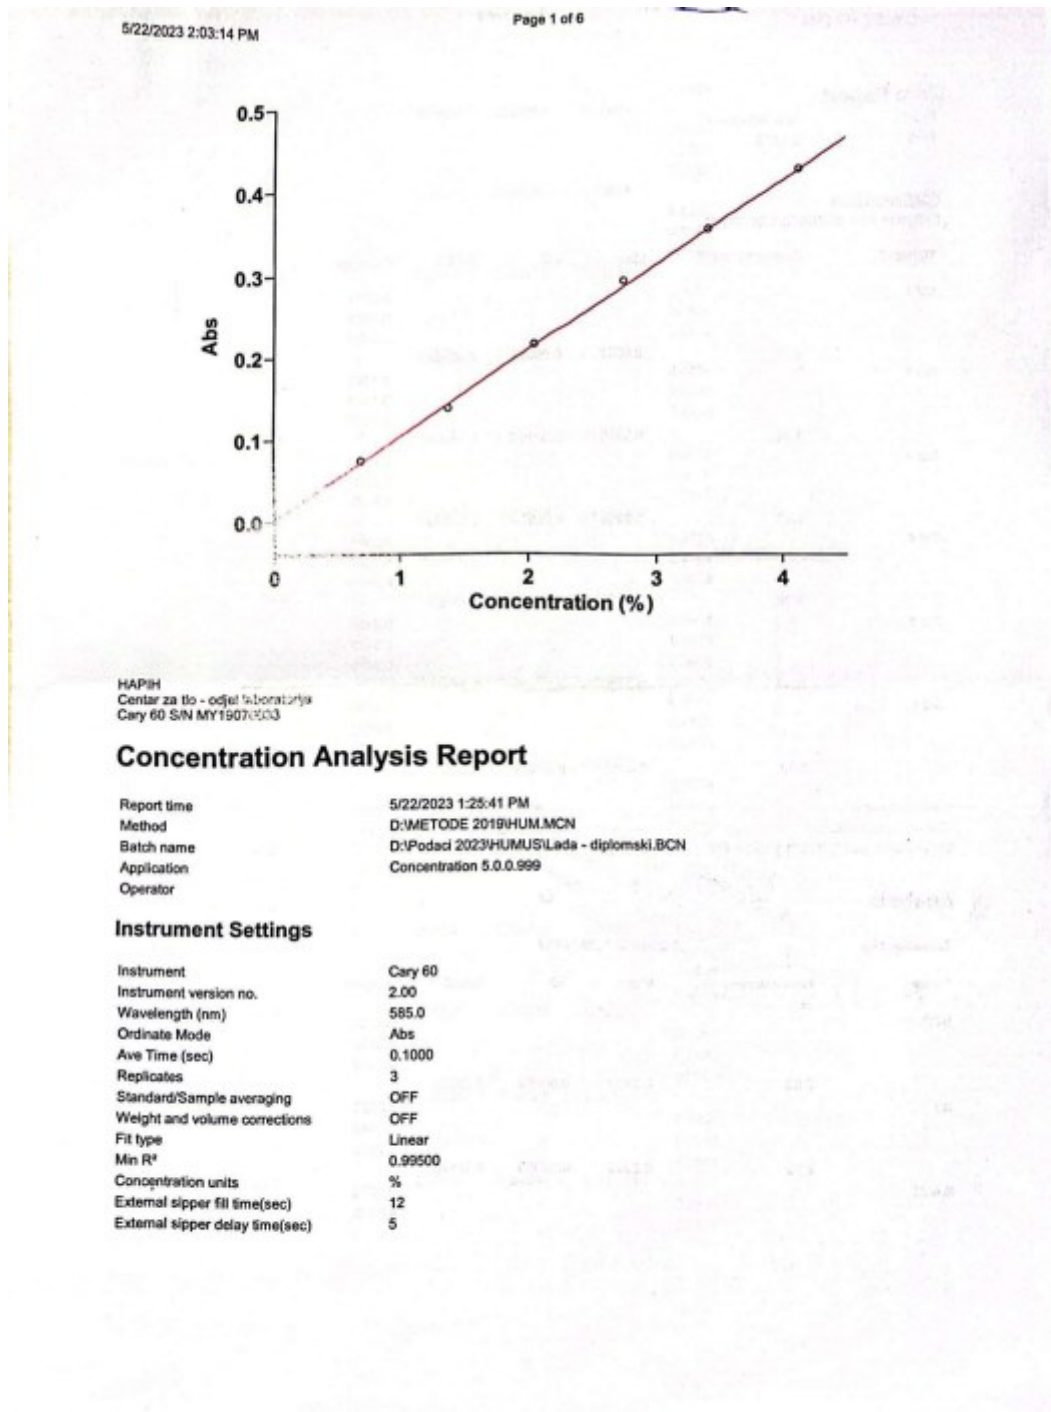 5/22/2023 2:03:14 PM
Page 1 of 6
0.5
0.4
0.3
0.2
0.1
0.0
Abs
0 1 2 3 4
Concentration (%)
HAPIH
Centar za tlo - odjel laboratorija
Cary 60 S/N
Concentration Analysis Report
Report time 5/22/2023 1:25:41 PM
Method D:\METODE 2019\HUM.MCN
Batch name D:\Podaci 2023\HUMUS\Lada - diplomski.BCN
Application Concentration 5.0.0.999
Operator
Instrument Settings
Instrument Cary 60
Instrument version no. 2.00
Wavelength (nm) 585.0
Ordinate Mode Abs
Ave Time (sec) 0.1000
Replicates 3
Standard/Sample averaging OFF
Weight and volume corrections OFF
Fit type Linear
Min R² 0.99500
Concentration units %
External sipper fill time(sec) 12
External sipper delay time(sec) 5